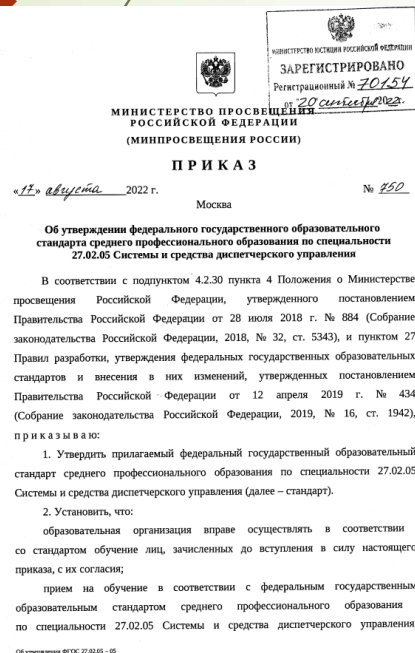 МИНИСТЕРСТВО ЮСТИЦИИ РОССИЙСКОЙ ФЕДЕРАЦИИ
ЗАРЕГИСТРИРОВАНО
Регистрационный № 70154
от "20 сентября 2022.
МИНИСТЕРСТВО ПРОСВЕЩЕНИЯ
РОССИЙСКОЙ ФЕДЕРАЦИИ
(МИНПРОСВЕЩЕНИЯ РОССИИ)
ПРИКАЗ
«17» августа 2022 г. № 750
Москва
Об утверждении федерального государственного образовательного
стандарта среднего профессионального образования по специальности
27.02.05 Системы и средства диспетчерского управления
В соответствии с подпунктом 4.2.30 пункта 4 Положения о Министерстве
просвещения Российской Федерации, утвержденного постановлением
Правительства Российской Федерации от 28 июля 2018 г. № 884 (Собрание
законодательства Российской Федерации, 2018, № 32, ст. 5343), и пунктом 27
Правил разработки, утверждения федеральных государственных образовательных
стандартов и внесения в них изменений, утвержденных постановлением
Правительства Российской Федерации от 12 апреля 2019 г. № 434
(Собрание законодательства Российской Федерации, 2019, № 16, ст. 1942),
приказываю:
1. Утвердить прилагаемый федеральный государственный образовательный
стандарт среднего профессионального образования по специальности 27.02.05
Системы и средства диспетчерского управления (далее – стандарт).
2. Установить, что:
образовательная организация вправе осуществлять в соответствии
со стандартом обучение лиц, зачисленных до вступления в силу настоящего
приказа, с их согласия;
прием на обучение в соответствии с федеральным государственным
образовательным стандартом среднего профессионального образования
по специальности 27.02.05 Системы и средства диспетчерского управления,
Об утверждении ФГОС 27.02.05 – 05